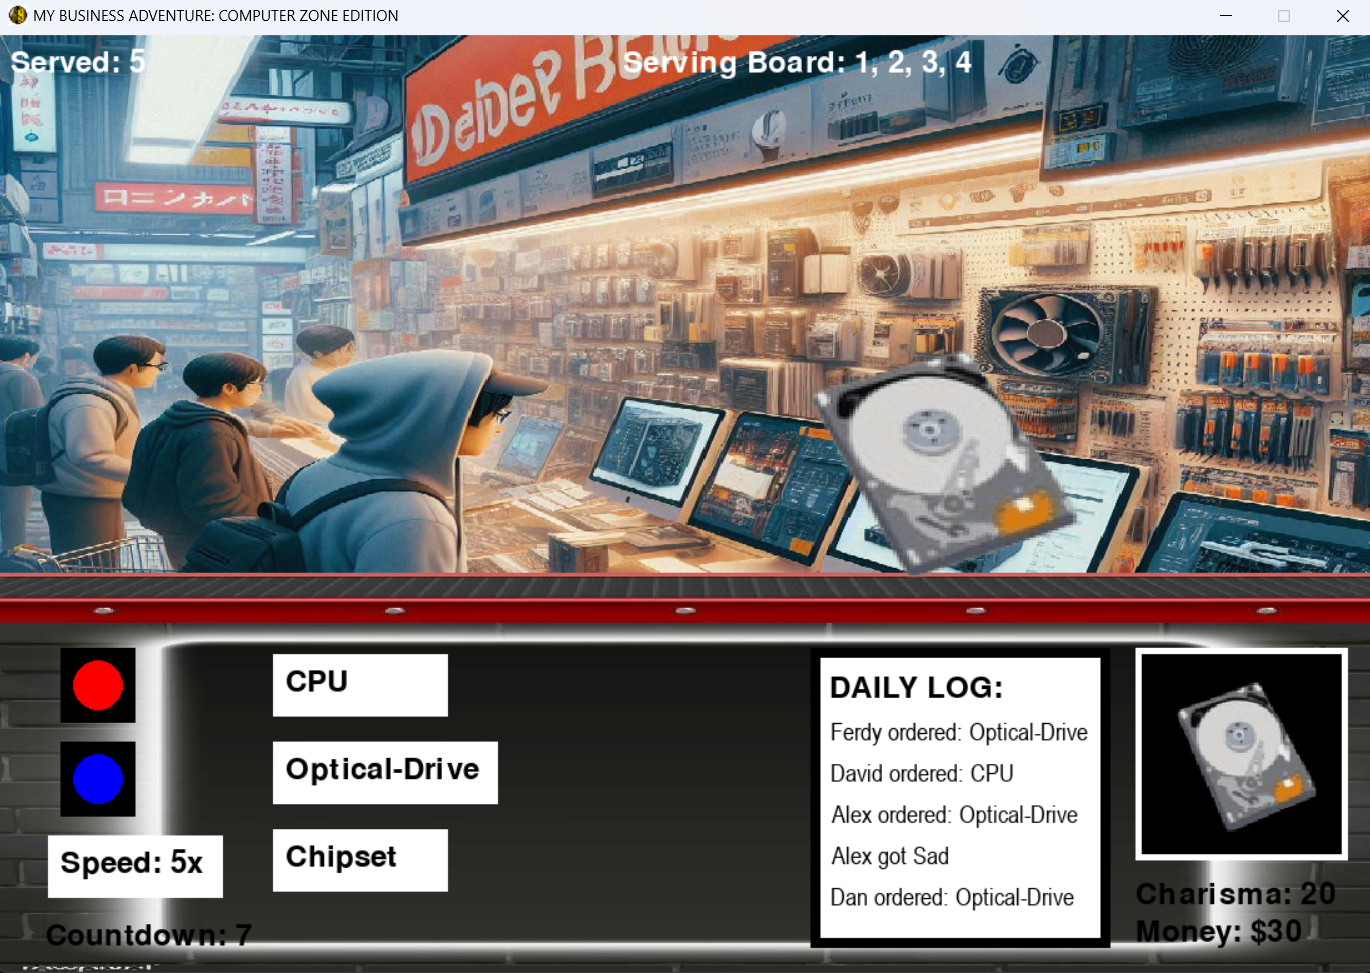 MY BUSINESS ADVENTURE: COMPUTER ZONE EDITION
Served: 5
Serving Board: 1, 2, 3, 4
CPU
Optical-Drive
Chipset
Speed: 5x
Countdown: 7
DAILY LOG:
Ferdy ordered: Optical-Drive
David ordered: CPU
Alex ordered: Optical-Drive
Alex got Sad
Dan ordered: Optical-Drive
Charisma: 20
Money: $30